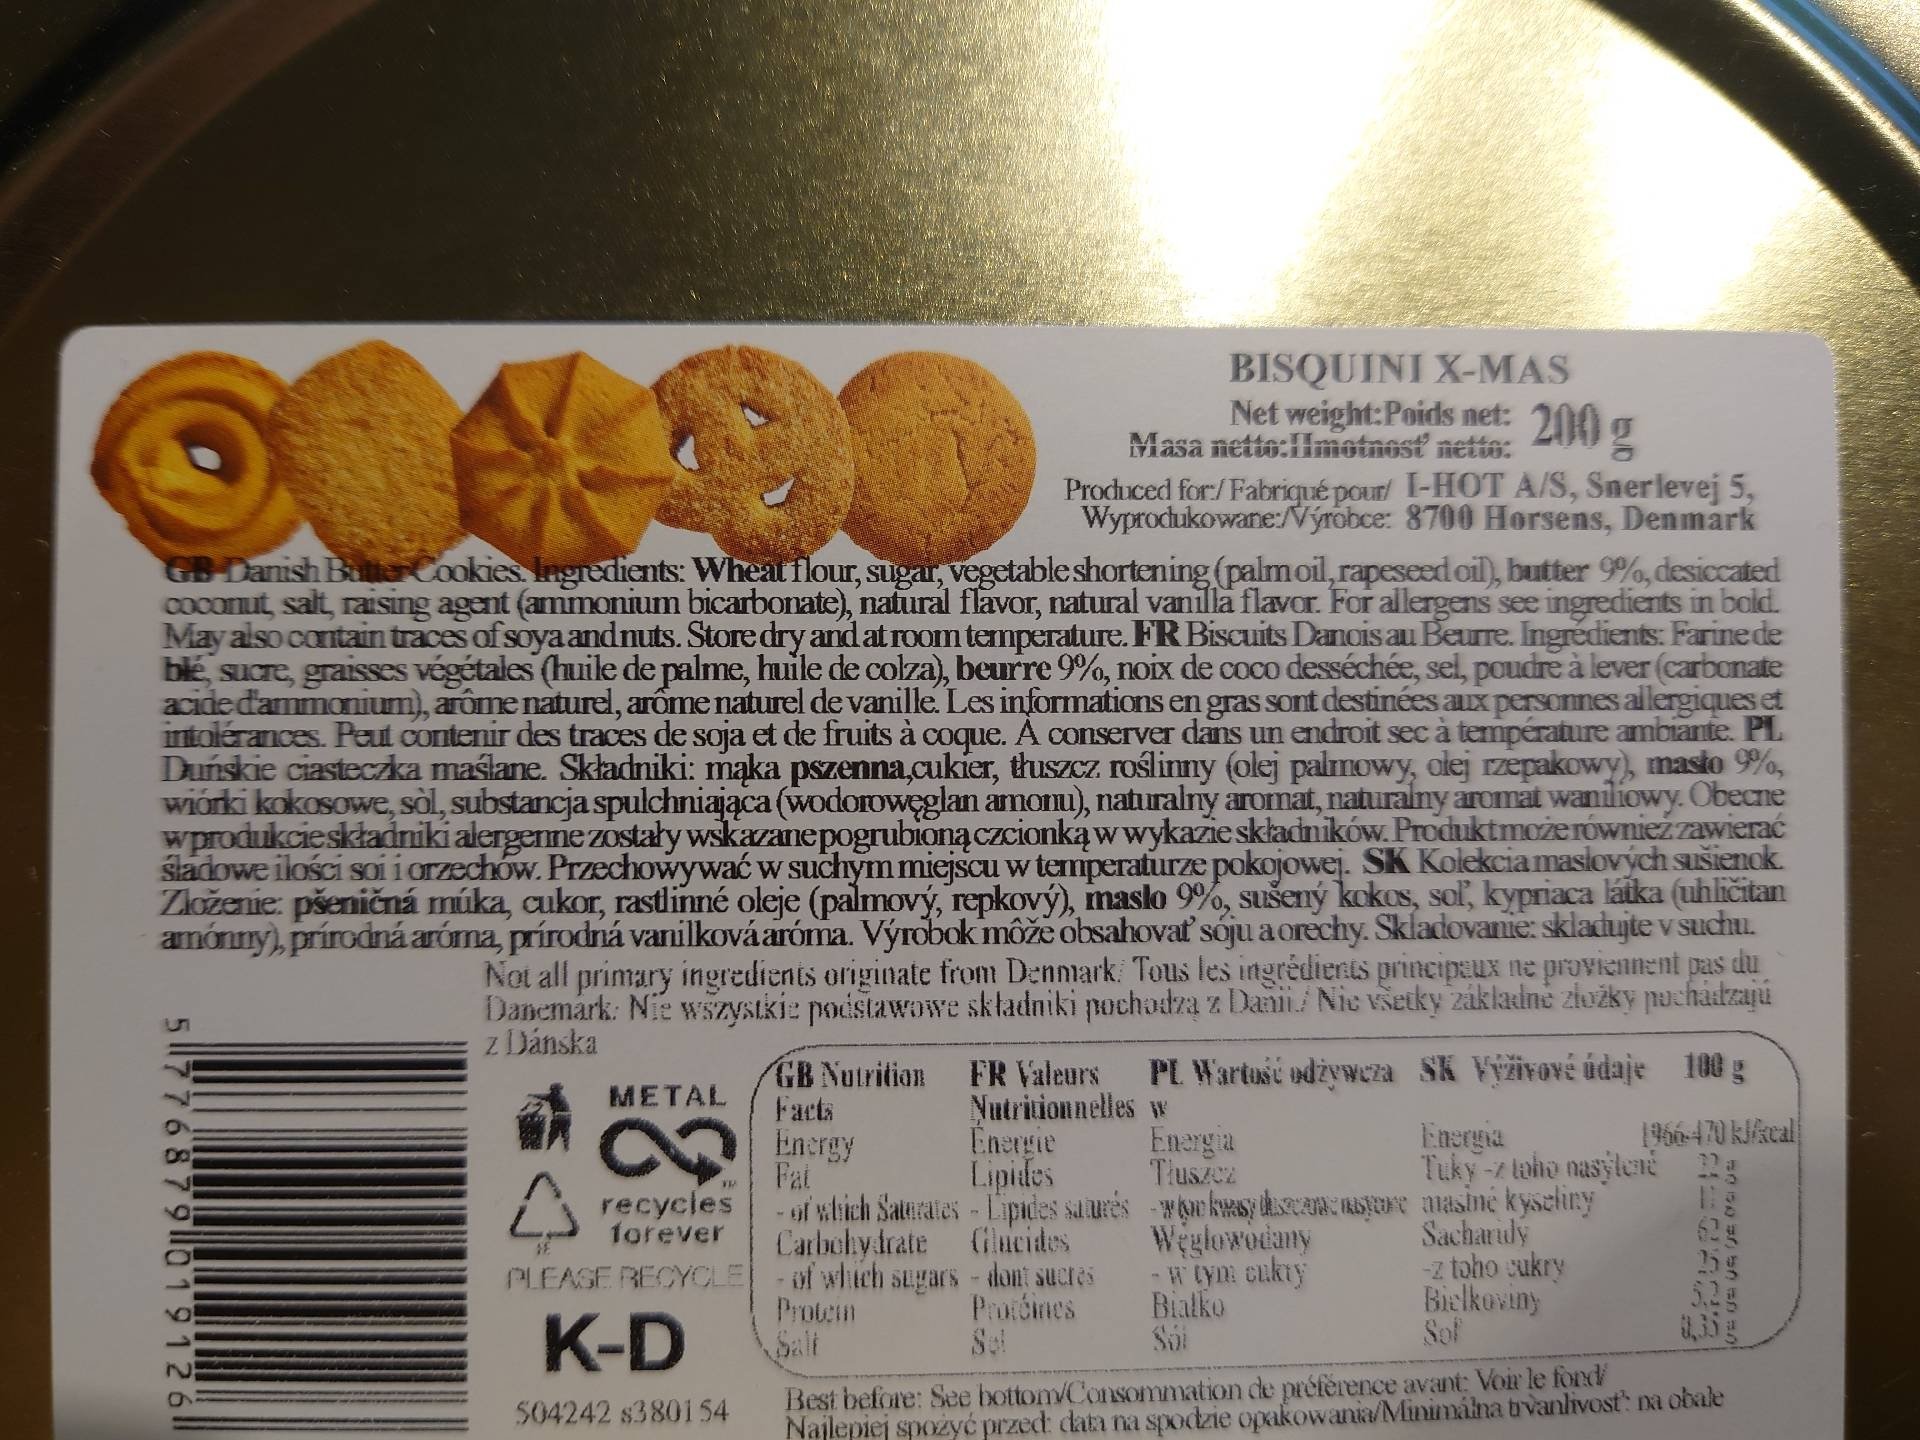 BISQUINI X-MAS
Net weight:Poids net:
Masa netto:Hmotnosť netto:
200 g
Produced for:/ Fabriqué pour/ I-HOT A/S, Snerlevej 5,
Wyprodukowane:/Výrobce: 8700 Horsens, Denmark
GB Danish Butter Cookies. Ingredients: Wheat flour, sugar, vegetable shortening (palm oil, rapeseed oil), butter 9%, desiccated
coconut, salt, raising agent (ammonium bicarbonate), natural flavor, natural vanilla flavor. For allergens see ingredients in bold.
May also contain traces of soya and nuts. Store dry and at room temperature. FR Biscuits Danois au Beurre. Ingrédients: Farine de
blé, sucre, graisses végétales (huile de palme, huile de colza), beurre 9%, noix de coco desséchée, sel, poudre à lever (carbonate
acide d'ammonium), arôme naturel, arôme naturel de vanille. Les informations en gras sont destinées aux personnes allergiques et
intolérances. Peut contenir des traces de soja et de fruits à coque. À conserver dans un endroit sec à température ambiante. PL
Duńskie ciasteczka maślane. Składniki: mąka pszenna,cukier, tłuszcz roślinny (olej palmowy, olej rzepakowy), masło 9%,
wiórki kokosowe, sòl, substancja spulchniająca (wodorowęglan amonu), naturalny aromat, naturalny aromat waniliowy. Obecne
w produkcie składniki alergenne zostały wskazane pogrubioną czcionką w wykazie składników. Produkt może również zawierać
śladowe ilości soi i orzechów. Przechowywać w suchym miejscu w temperaturze pokojowej. SK Kolekcia maslových sušienok.
Zloženie: pšeničná múka, cukor, rastlinné oleje (palmový, repkový), maslo 9%, sušený kokos, soľ, kypriaca látka (uhličitan
amónny), prírodná aróma, prírodná vanilková aróma. Výrobok môže obsahovať sóju a orechy. Skladovanie: skladujte v suchu.
Not all primary ingredients originate from Denmark/ Tous les ingrédients principaux ne proviennent pas du
Danemark/ Nie wszystkie podstawowe składniki pochodzą z Danii./ Nie všetky základné zložky pochádzajú
z Dánska
5 776879 019126
METAL
recycles
forever
PLEASE RECYCLE
K-D
504242 s380154
GB Nutrition FR Valeurs PL Wartość odżywcza SK Výživové údaje 100 g
Facts Nutritionnelles w
Energy Énergie Energia Energia 1966-470 kJ/kcal
Fat Lipides Tłuszcz Tuky -z toho nasýtené 22 g
- of which Saturates - Lipides saturés - w tym kwasy tłuszczowe nasycone mastné kyseliny 11 g
Carbohydrate Glucides Węglowodany Sacharidy 62 g
- of which sugars - dont sucres - w tym cukry -z toho cukry 25 g
Protein Protéines Białko Bielkoviny 5,2 g
Salt Sel Sól Soľ 0,35 g
Best before: See bottom/Consommation de préférence avant: Voir le fond/
Najlepiej spożyć przed: data na spodzie opakowania/Minimálna trvanlivosť: na obale